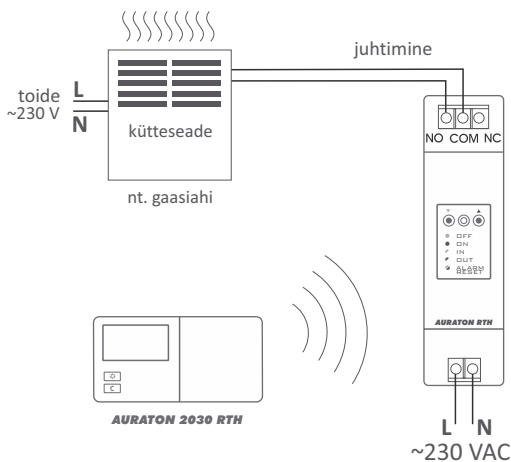 juhtimine
toide
~230 V
L
N
kütteseade
nt. gaasiahi
NO COM NC
OFF
ON
IN
OUT
ALARM
RESET
AURATON RTH
C
AURATON 2030 RTH
L N
~230 VAC